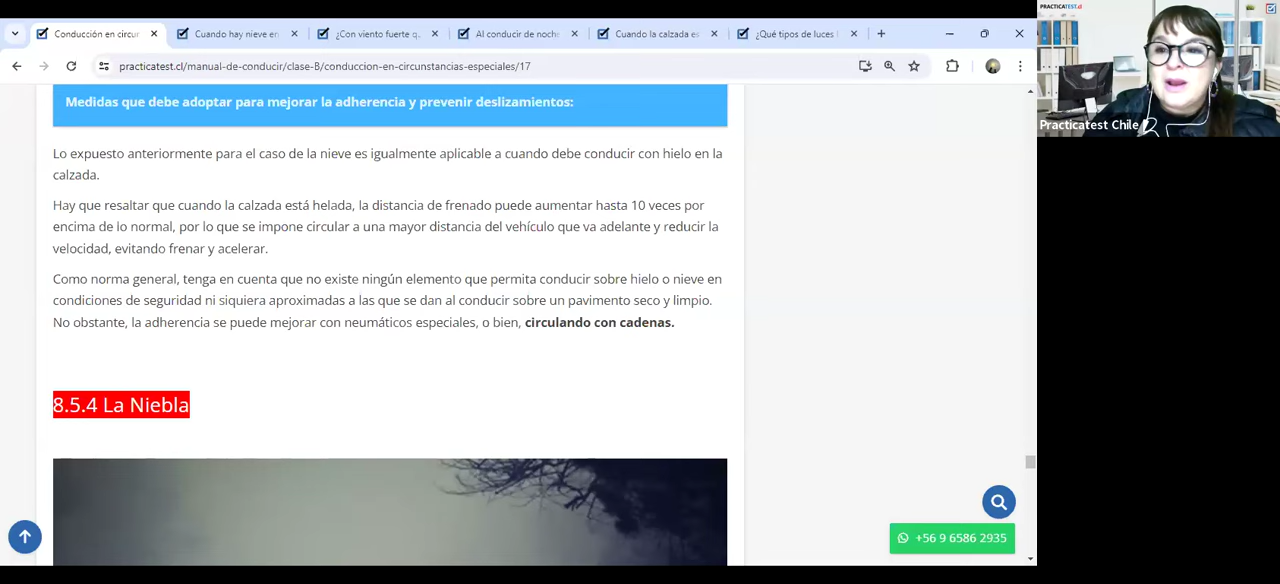 Conducción en circur
Cuando hay nieve en
¿Con viento fuerte q
Al conducir de noche
Cuando la calzada es
¿Qué tipos de luces
practicatest.cl/manual-de-conducir/clase-B/conduccion-en-circunstancias-especiales/17
PRACTICATEST.cl
Practicatest Chile
Medidas que debe adoptar para mejorar la adherencia y prevenir deslizamientos:
Lo expuesto anteriormente para el caso de la nieve es igualmente aplicable a cuando debe conducir con hielo en la
calzada.
Hay que resaltar que cuando la calzada está helada, la distancia de frenado puede aumentar hasta 10 veces por
encima de lo normal, por lo que se impone circular a una mayor distancia del vehículo que va adelante y reducir la
velocidad, evitando frenar y acelerar.
Como norma general, tenga en cuenta que no existe ningún elemento que permita conducir sobre hielo o nieve en
condiciones de seguridad ni siquiera aproximadas a las que se dan al conducir sobre un pavimento seco y limpio.
No obstante, la adherencia se puede mejorar con neumáticos especiales, o bien, circulando con cadenas.
8.5.4 La Niebla
+56 9 6586 2935